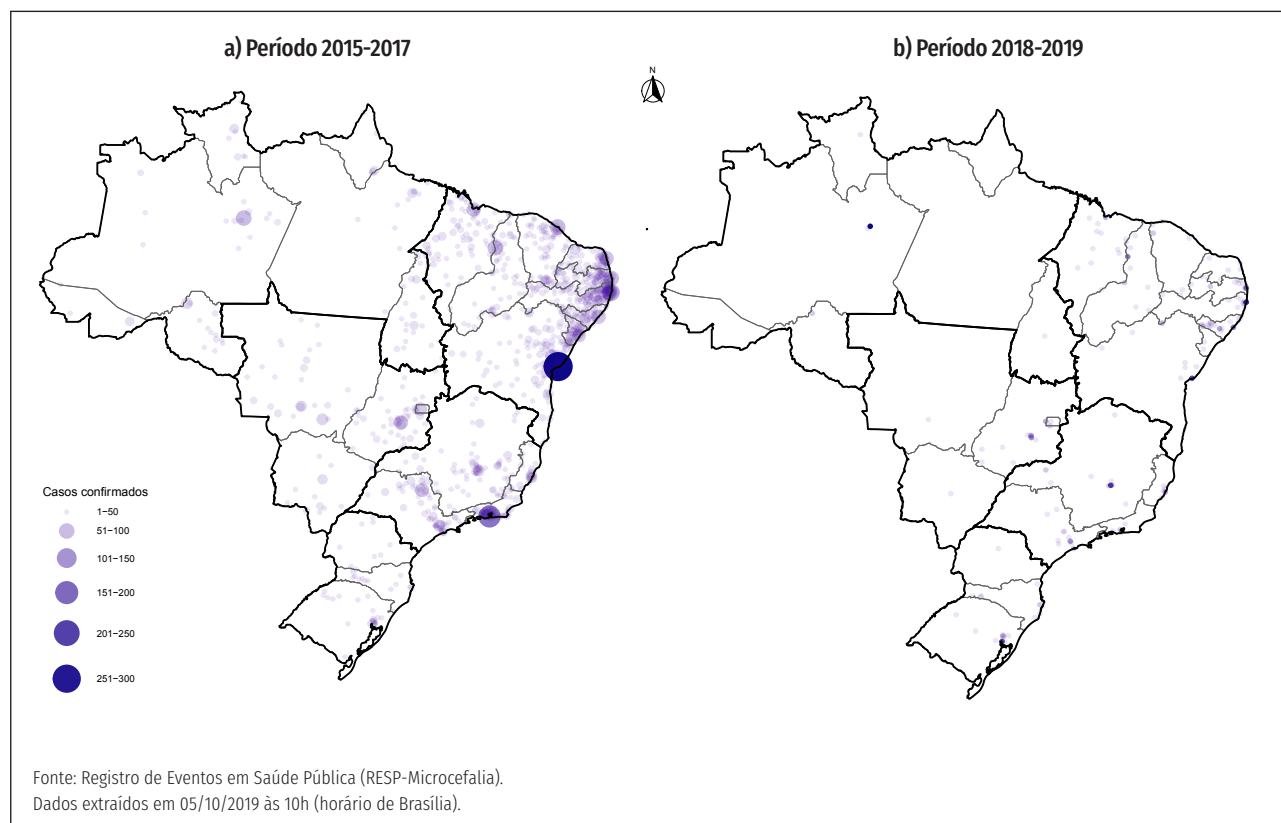 a) Período 2015-2017
b) Período 2018-2019
N
Casos confirmados
1−50
51−100
101−150
151−200
201−250
251−300
Fonte: Registro de Eventos em Saúde Pública (RESP-Microcefalia).
Dados extraídos em 05/10/2019 às 10h (horário de Brasília).